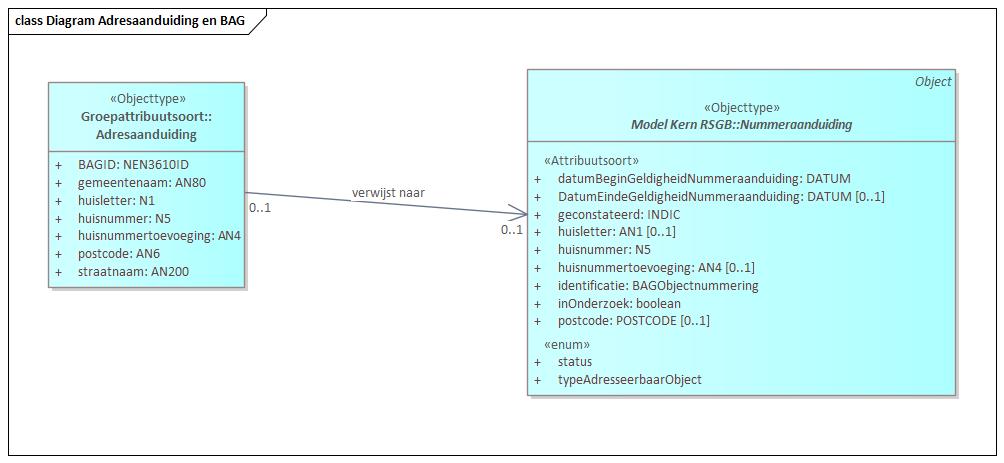 class Diagram Adresaanduiding en BAG
«Objecttype»
Groepattribuutsoort::
Adresaanduiding
+ BAGID: NEN3610ID
+ gemeentenaam: AN80
+ huisletter: N1
+ huisnummer: N5
+ huisnummertoevoeging: AN4
+ postcode: AN6
+ straatnaam: AN200
verwijst naar
0..1
0..1
Object
«Objecttype»
Model Kern RSGB::Nummeraanduiding
«Attribuutsoort»
+ datumBeginGeldigheidNummeraanduiding: DATUM
+ DatumEindeGeldigheidNummeraanduiding: DATUM [0..1]
+ geconstateerd: INDIC
+ huisletter: AN1 [0..1]
+ huisnummer: N5
+ huisnummertoevoeging: AN4 [0..1]
+ identificatie: BAGObjectnummering
+ inOnderzoek: boolean
+ postcode: POSTCODE [0..1]
«enum»
+ status
+ typeAdresseerbaarObject